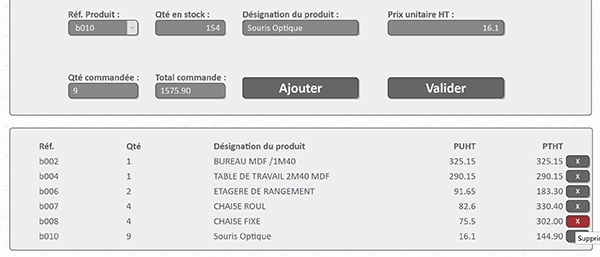 Réf. Produit : Qté en stock : Désignation du produit : Prix unitaire HT :
b010 154 Souris Optique 16.1
Qté commandée : Total commande :
9 1575.90 Ajouter Valider
Réf. Qté Désignation du produit PUHT PTHT
b002 1 BUREAU MDF /1M40 325.15 325.15 X
b004 1 TABLE DE TRAVAIL 2M40 MDF 290.15 290.15 X
b006 2 ETAGERE DE RANGEMENT 91.65 183.30 X
b007 4 CHAISE ROUL 82.6 330.40 X
b008 4 CHAISE FIXE 75.5 302.00 X
b010 9 Souris Optique 16.1 144.90
Supprin